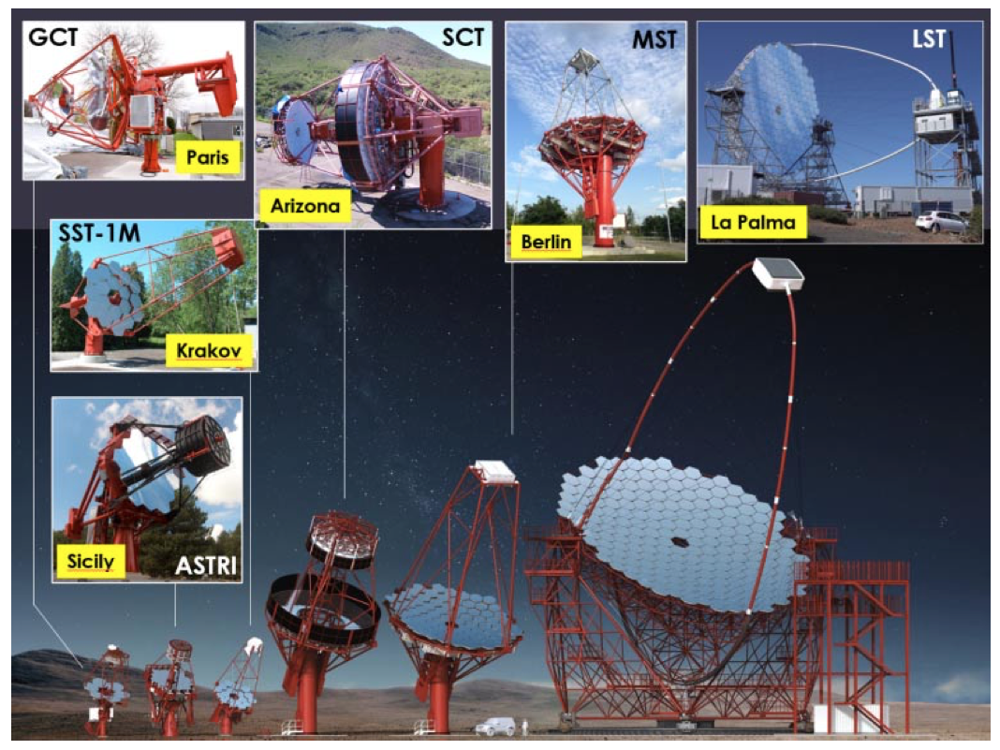 GCT
Paris
SCT
Arizona
MST
Berlin
LST
La Palma
SST-1M
Krakov
Sicily
ASTRI